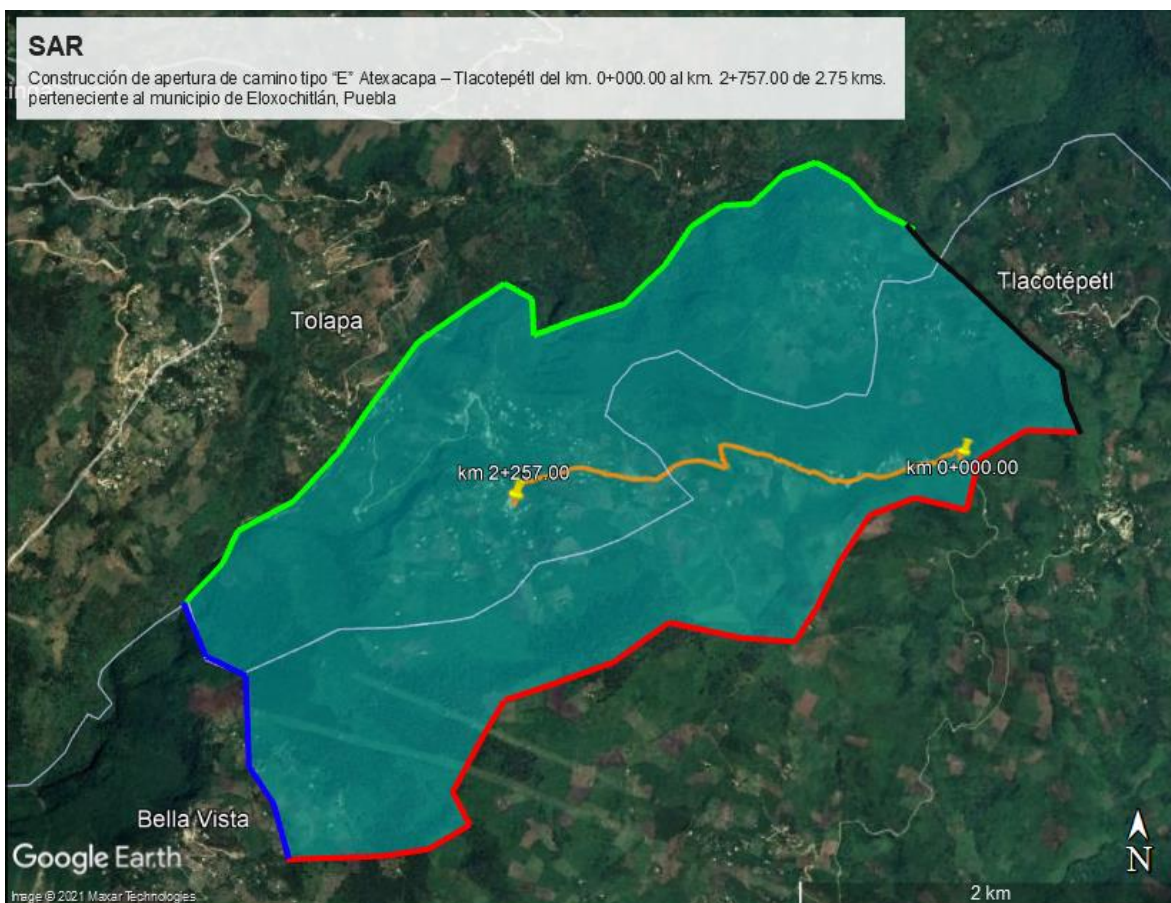 SAR
Construcción de apertura de camino tipo “E” Atexacapa – Tlacotepétl del km. 0+000.00 al km. 2+757.00 de 2.75 kms.
perteneciente al municipio de Eloxochitlán, Puebla
Tlacotépetl
Tolapa
km 2+257.00
km 0+000.00
Bella Vista
Google Earth
N
Image © 2021 Maxar Technologies
2 km